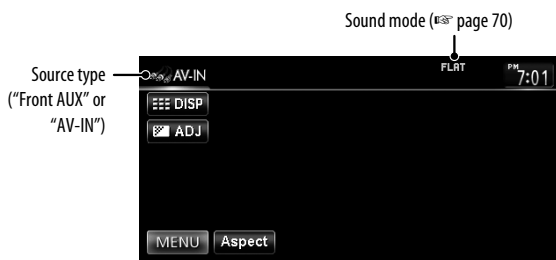 Sound mode (☞ page 70)
Source type
("Front AUX" or
"AV-IN")
AV-IN
FLAT
PM 7:01
DISP
ADJ
MENU
Aspect